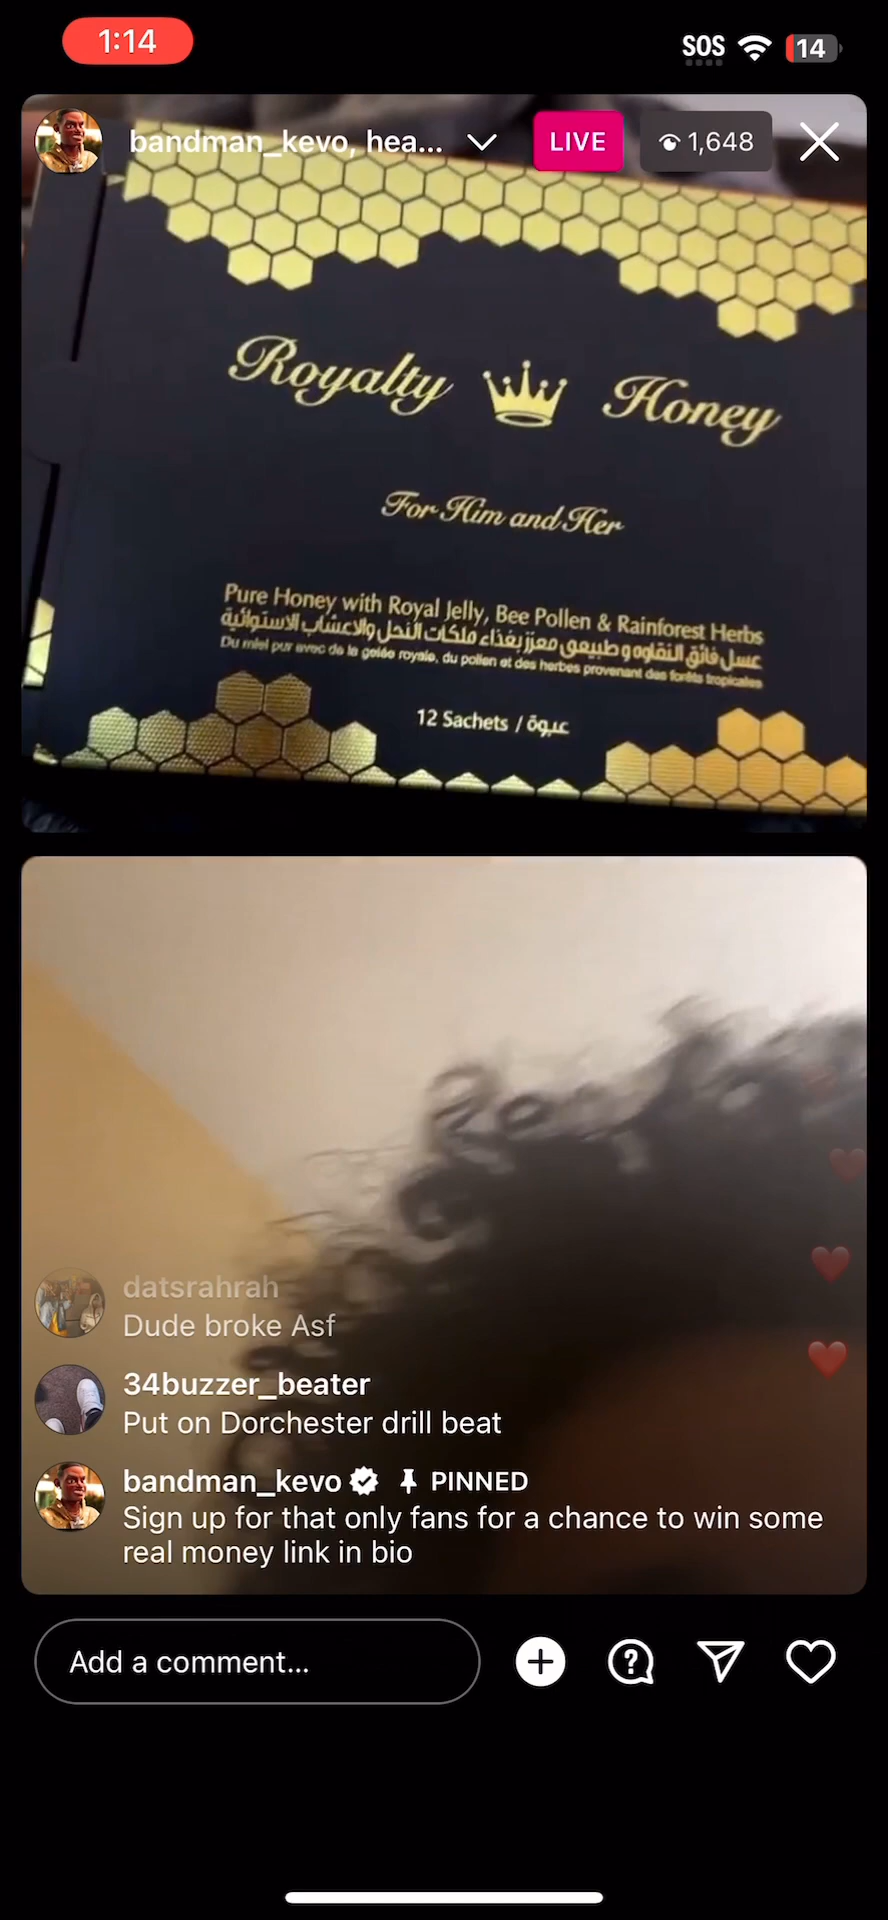 1:14
SOS
14
bandman_kevo, hea...
LIVE
1,648
Royalty Honey
For Him and Her
Pure Honey with Royal Jelly, Bee Pollen & Rainforest Herbs
عسل فائق النقاوه و طبيعي معزز بغذاء ملكات النحل والاعشاب الاستوائية
Du miel pur avec de la gelée royale, du pollen et des herbes provenant des forêts tropicales
12 Sachets / عبوة
datsrahrah
Dude broke Asf
34buzzer_beater
Put on Dorchester drill beat
bandman_kevo PINNED
Sign up for that only fans for a chance to win some
real money link in bio
Add a comment...